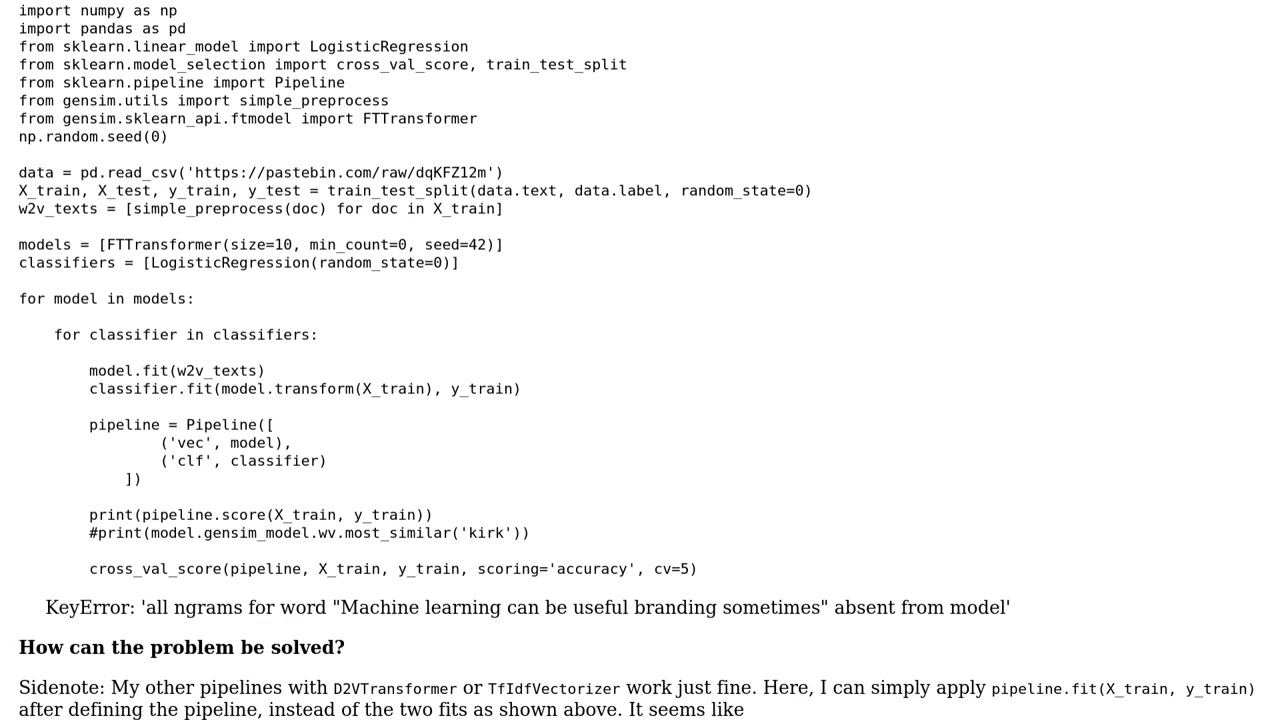 import numpy as np
import pandas as pd
from sklearn.linear_model import LogisticRegression
from sklearn.model_selection import cross_val_score, train_test_split
from sklearn.pipeline import Pipeline
from gensim.utils import simple_preprocess
from gensim.sklearn_api.ftmodel import FTTransformer
np.random.seed(0)

data = pd.read_csv('https://pastebin.com/raw/dqKFZ12m')
X_train, X_test, y_train, y_test = train_test_split(data.text, data.label, random_state=0)
w2v_texts = [simple_preprocess(doc) for doc in X_train]

models = [FTTransformer(size=10, min_count=0, seed=42)]
classifiers = [LogisticRegression(random_state=0)]

for model in models:

    for classifier in classifiers:

        model.fit(w2v_texts)
        classifier.fit(model.transform(X_train), y_train)

        pipeline = Pipeline([
                ('vec', model),
                ('clf', classifier)
            ])

        print(pipeline.score(X_train, y_train))
        #print(model.gensim_model.wv.most_similar('kirk'))

        cross_val_score(pipeline, X_train, y_train, scoring='accuracy', cv=5)
KeyError: 'all ngrams for word "Machine learning can be useful branding sometimes" absent from model'
How can the problem be solved?
Sidenote: My other pipelines with D2VTransformer or TfIdfVectorizer work just fine. Here, I can simply apply pipeline.fit(X_train, y_train)
after defining the pipeline, instead of the two fits as shown above. It seems like